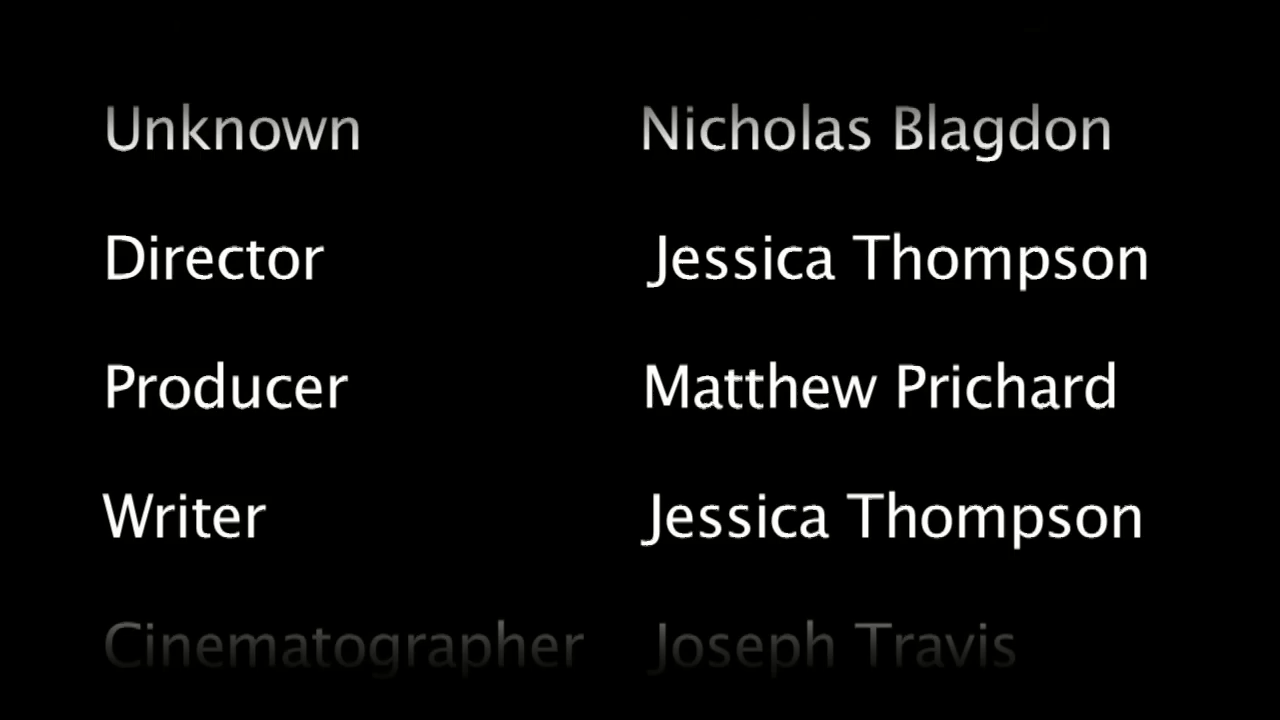 Unknown Nicholas Blagdon
Director Jessica Thompson
Producer Matthew Prichard
Writer Jessica Thompson
Cinematographer Joseph Travis